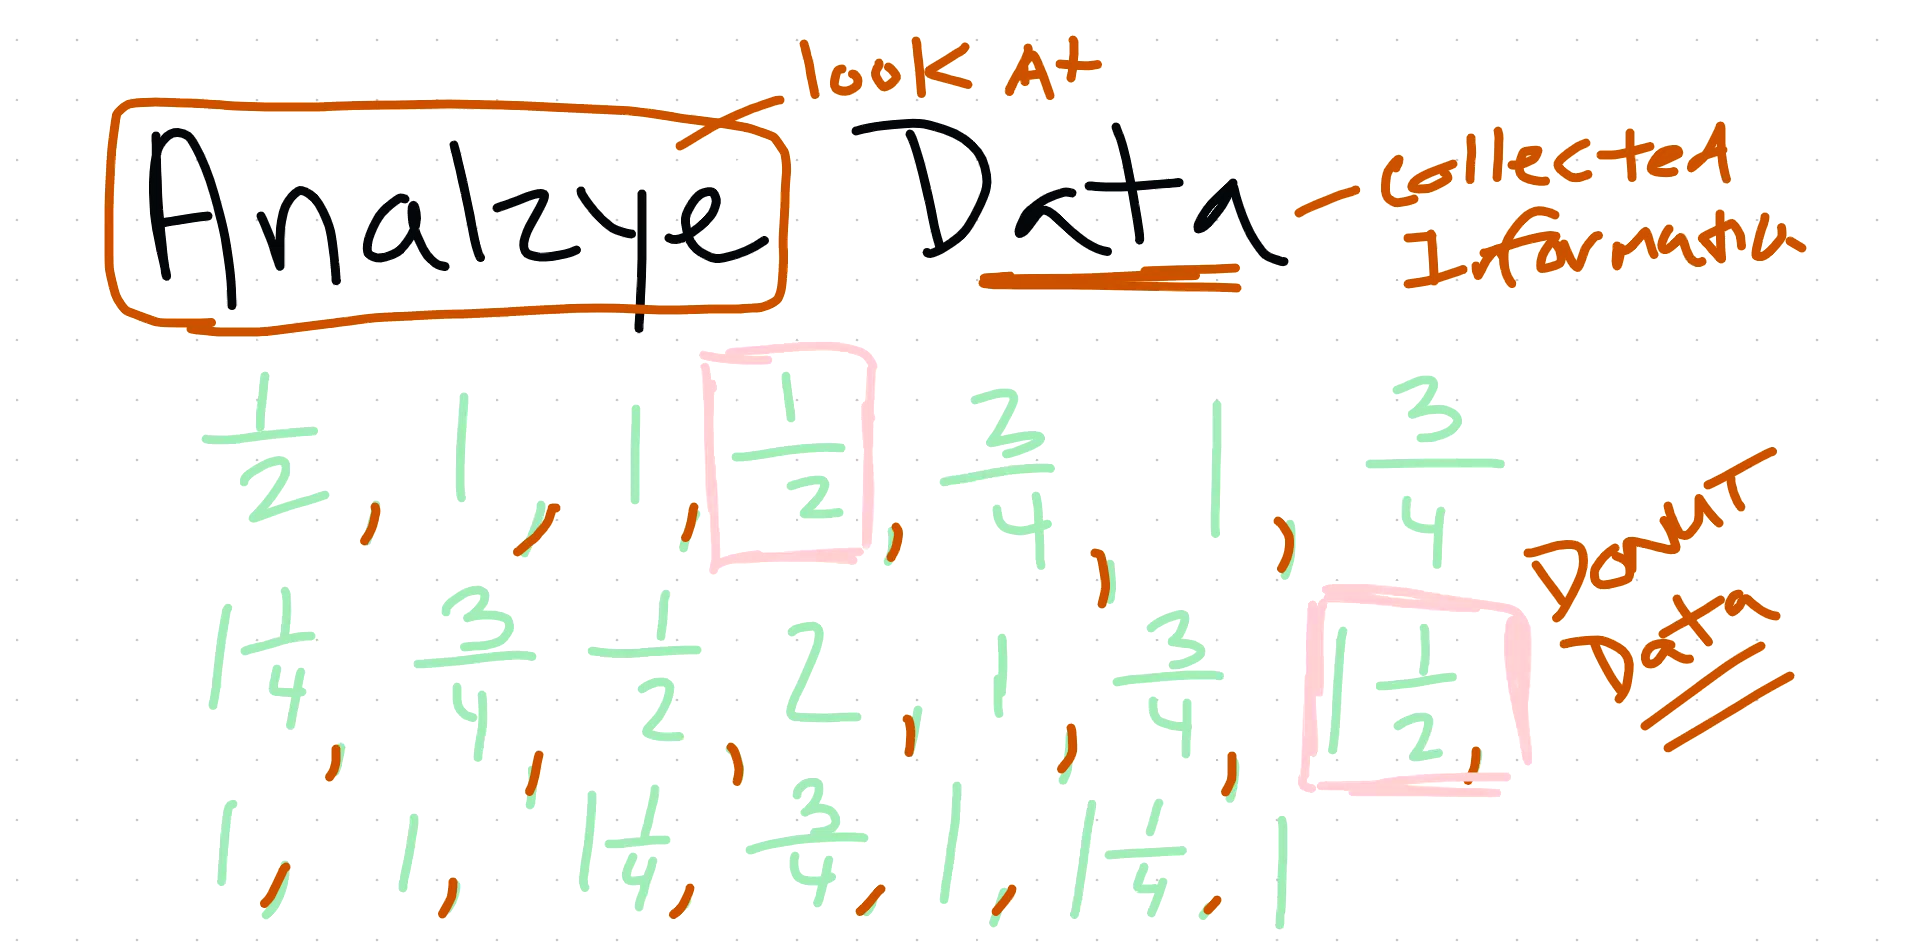 look At
Analzye Data - collected
Informatio
1/2, 1, 1, 1/2, 3/4, 1, 3/4
Donut
Data
1 1/4, 3/4, 1/2, 2, 1, 3/4, 1 1/2,
1, 1, 1 1/4, 3/4, 1, 1 1/4, 1